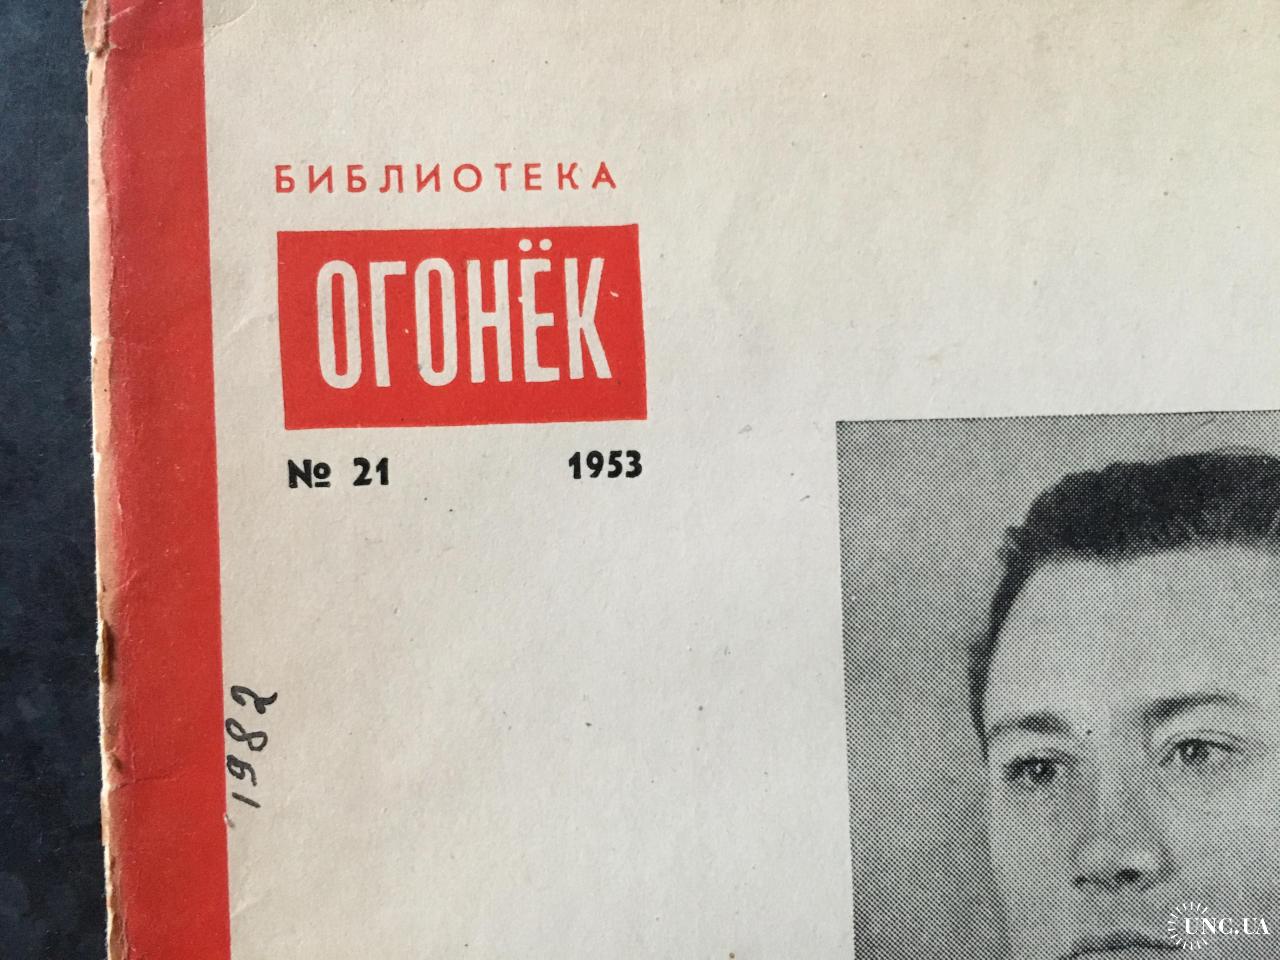 БИБЛИОТЕКА
ОГОНЁК
№ 21 1953
1982
UNC.UA